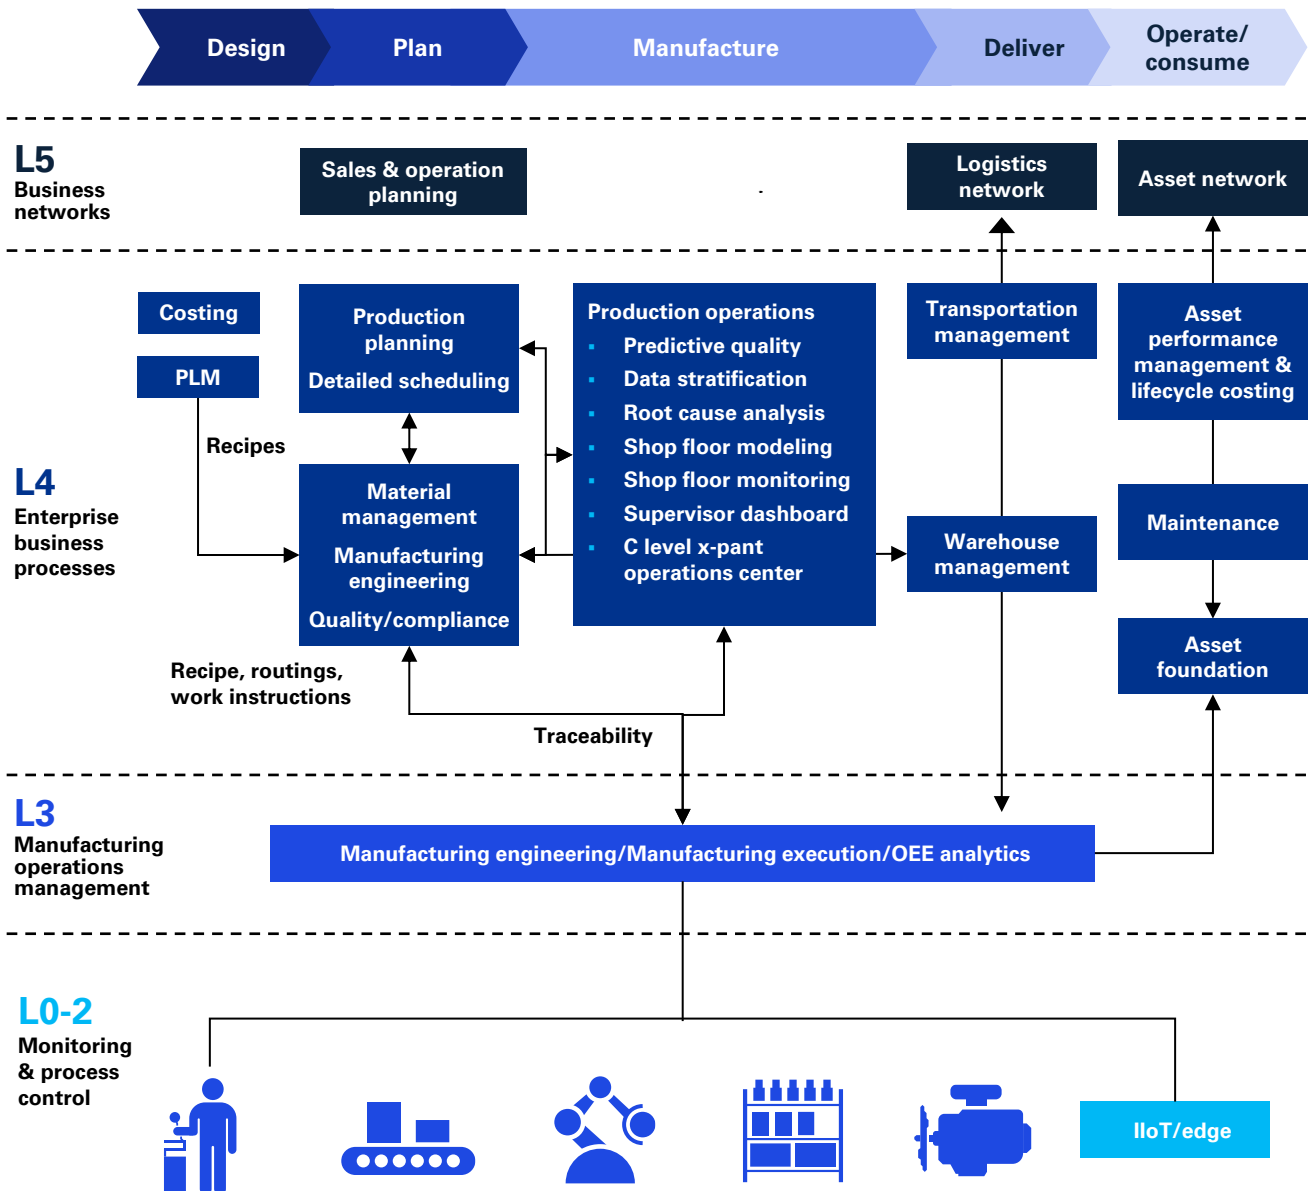 Design
Plan
Manufacture
Deliver
Operate/
consume
L5
Business
networks
Sales & operation
planning
Logistics
network
Asset network
L4
Enterprise
business
processes
Costing
PLM
Recipes
Production
planning
Detailed scheduling
Material
management
Manufacturing
engineering
Quality/compliance
Production operations
▪ Predictive quality
▪ Data stratification
▪ Root cause analysis
▪ Shop floor modeling
▪ Shop floor monitoring
▪ Supervisor dashboard
▪ C level x-pant
operations center
Transportation
management
Warehouse
management
Asset
performance
management &
lifecycle costing
Maintenance
Asset
foundation
Recipe, routings,
work instructions
Traceability
L3
Manufacturing
operations
management
Manufacturing engineering/Manufacturing execution/OEE analytics
L0-2
Monitoring
& process
control
IIoT/edge